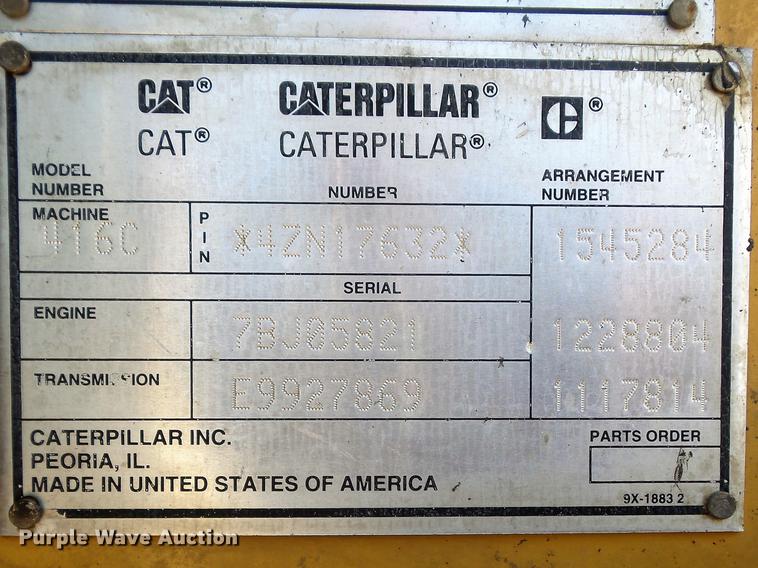 CAT® CATERPILLAR® ®
CAT® CATERPILLAR®
MODEL NUMBER NUMBER ARRANGEMENT NUMBER
MACHINE 416C PIN *4ZN17632* 1545284
SERIAL
ENGINE 7BJ05821 1228804
TRANSMISSION E9927869 1117814
CATERPILLAR INC.
PEORIA, IL.
MADE IN UNITED STATES OF AMERICA
PARTS ORDER
9X-1883 2
Purple Wave Auction